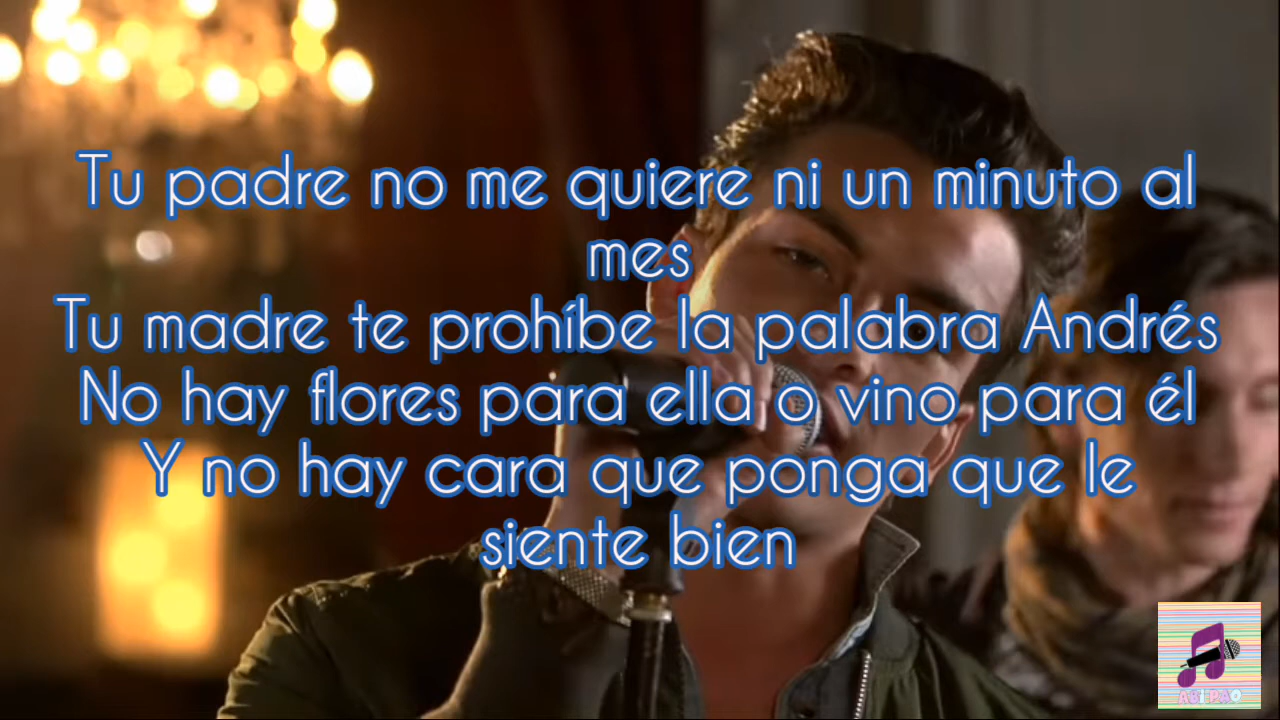 Tu padre no me quiere ni un minuto al
mes
Tu madre te prohíbe la palabra Andrés
No hay flores para ella o vino para él
Y no hay cara que ponga que le
siente bien